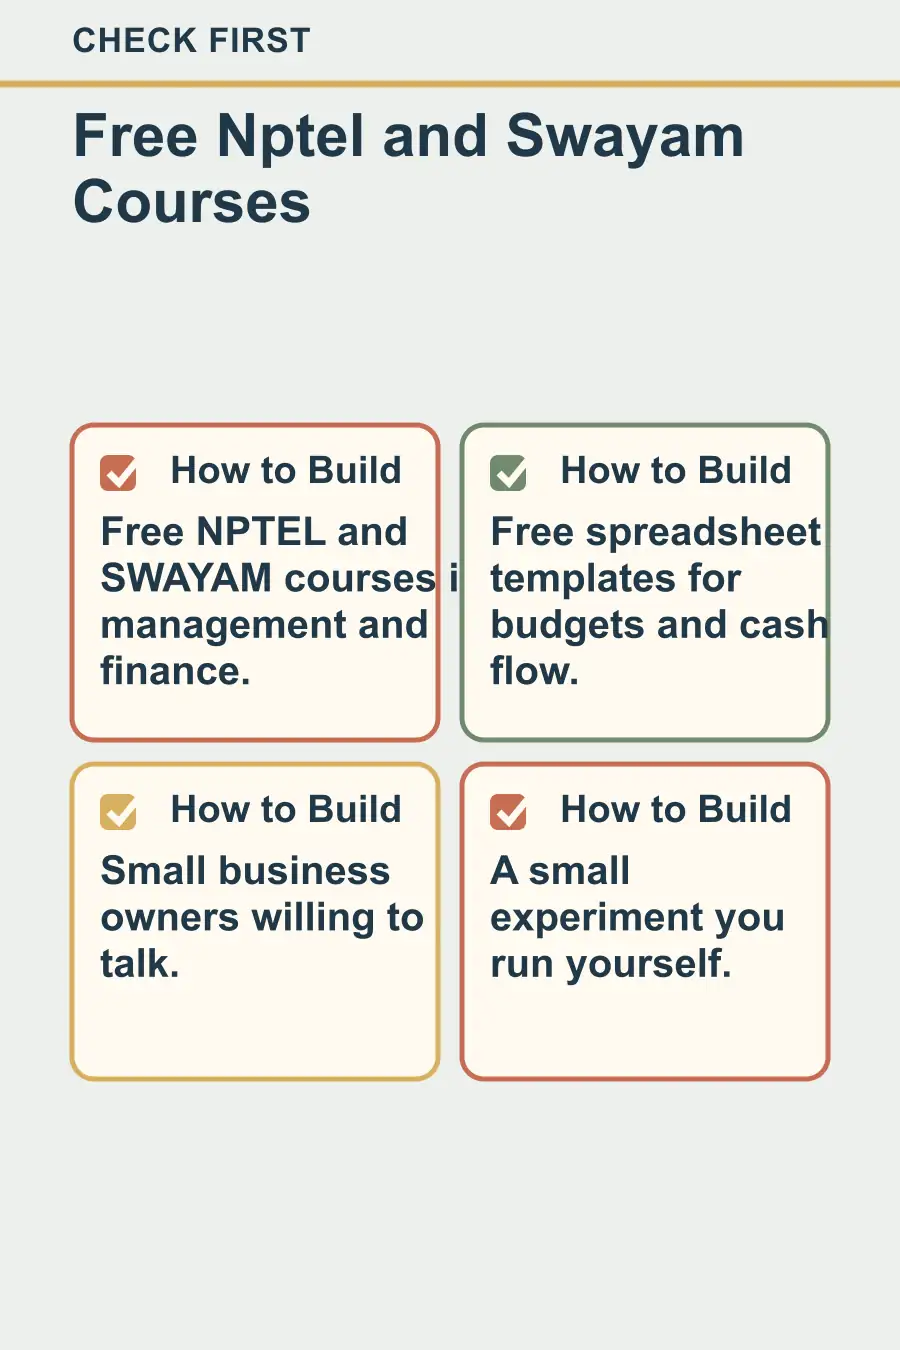 CHECK FIRST
Free Nptel and Swayam
Courses
How to Build
Free NPTEL and
SWAYAM courses i
management and
finance.
How to Build
Free spreadsheet
templates for
budgets and cash
flow.
How to Build
Small business
owners willing to
talk.
How to Build
A small
experiment you
run yourself.